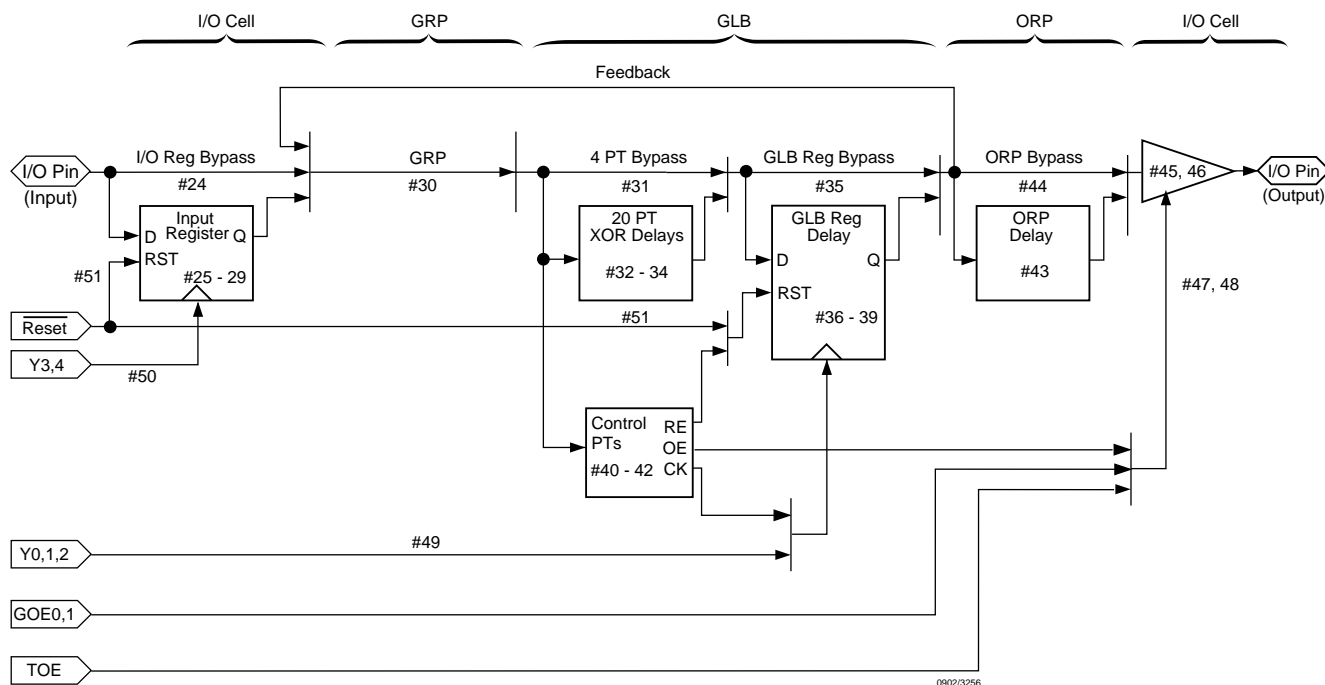 I/O Cell
GRP
GLB
ORP
I/O Cell
Feedback
I/O Pin
(Input)
I/O Reg Bypass
#24
GRP
#30
4 PT Bypass
#31
GLB Reg Bypass
#35
ORP Bypass
#44
#45, 46
I/O Pin
(Output)
Input
Register
D
Q
RST
#25 - 29
#51
20 PT
XOR Delays
#32 - 34
GLB Reg
Delay
D
Q
RST
#36 - 39
ORP
Delay
#43
#47, 48
Reset
#51
Y3,4
#50
Control
PTs
#40 - 42
RE
OE
CK
Y0,1,2
#49
GOE0,1
TOE
0902/3256